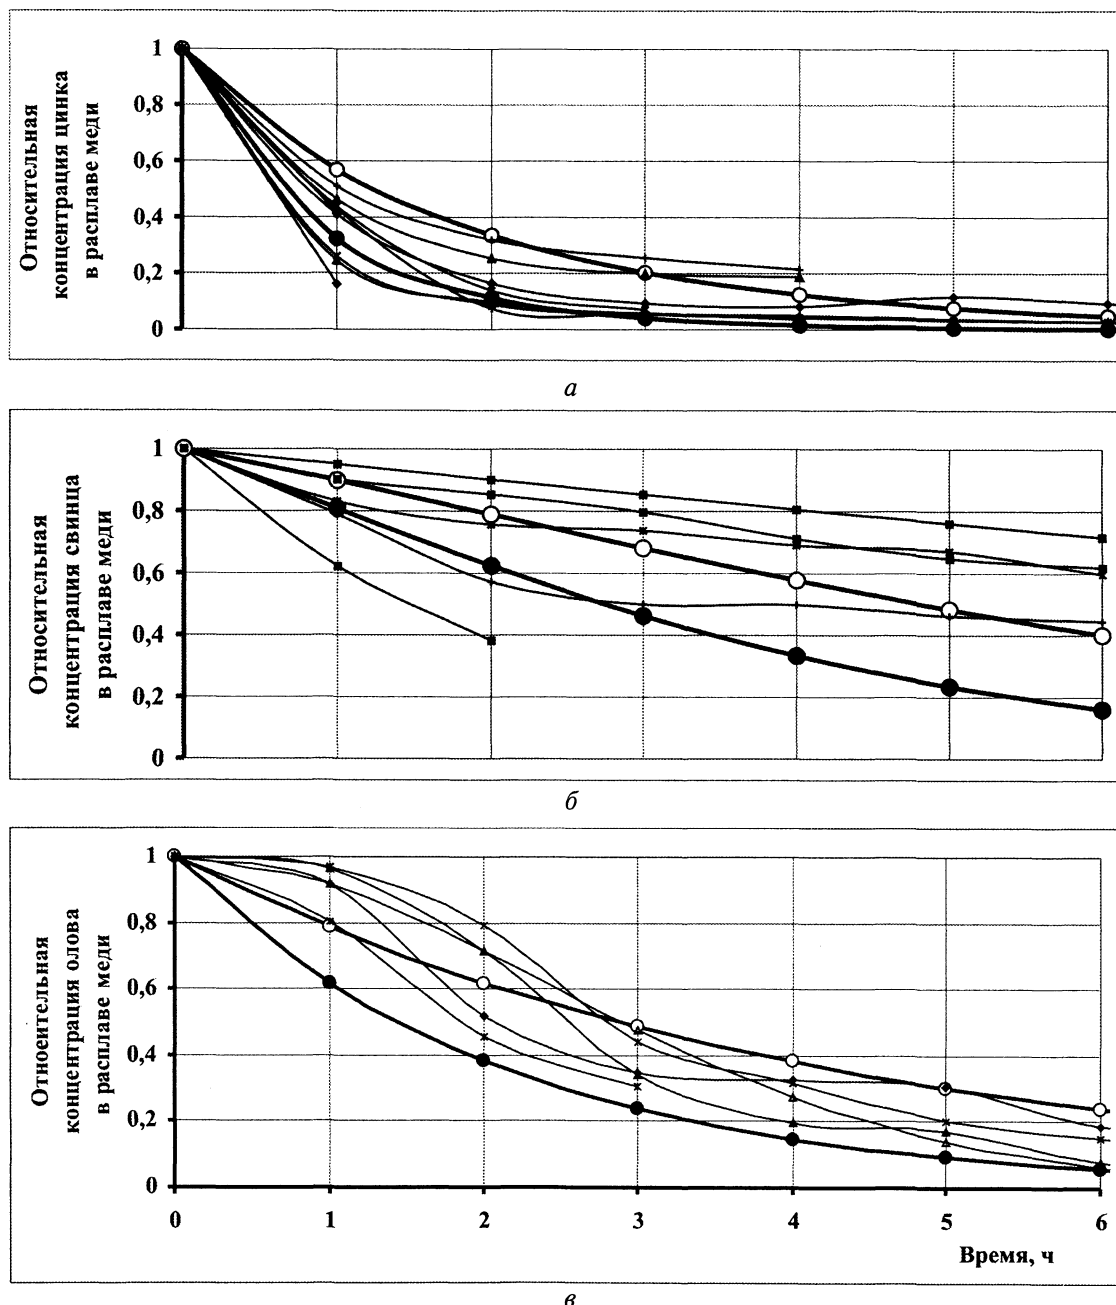 Относительная
концентрация цинка
в расплаве меди
1
0,8
0,6
0,4
0,2
0
а
Относительная
концентрация свинца
в расплаве меди
1
0,8
0,6
0,4
0,2
0
б
Относительная
концентрация олова
в расплаве меди
1
0,8
0,6
0,4
0,2
0
0 1 2 3 4 5 6
Время, ч
в